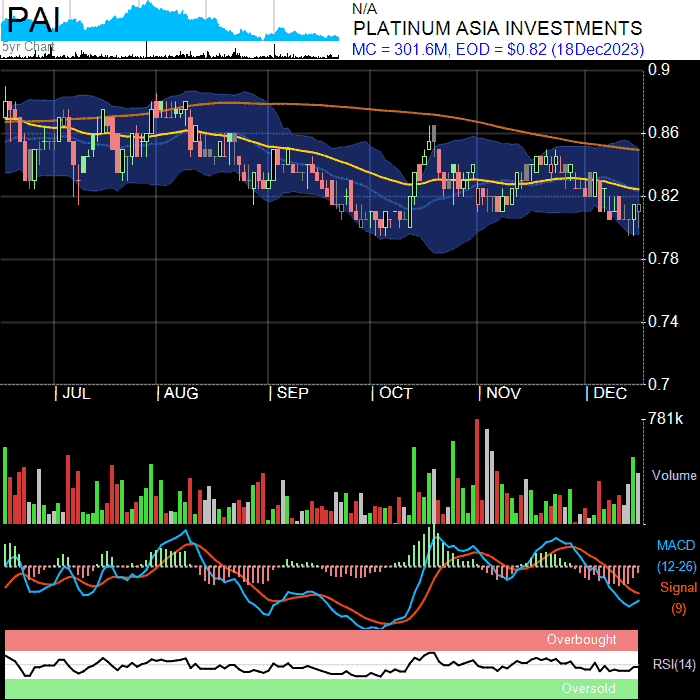 PAI
5yr Chart
N/A
PLATINUM ASIA INVESTMENTS
MC = 301.6M, EOD = $0.82 (18Dec2023)
0.9
0.86
0.82
0.78
0.74
0.7
JUL AUG SEP OCT NOV DEC
781k
Volume
MACD
(12-26)
Signal
(9)
Overbought
RSI(14)
Oversold